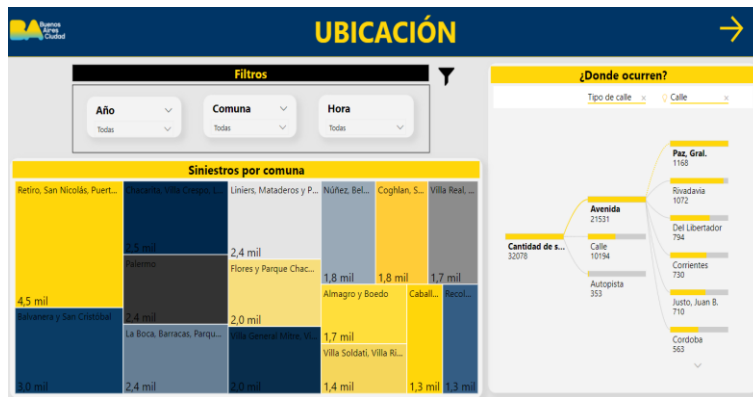 Buenos
Aires
Ciudad
UBICACIÓN
Filtros
Año
Todas
Comuna
Todas
Hora
Todas
Siniestros por comuna
Retiro, San Nicolás, Puert...
4,5 mil
Balvanera y San Cristóbal
3,0 mil
Chacarita, Villa Crespo, L...
2,5 mil
Palermo
2,4 mil
La Boca, Barracas, Parqu...
2,4 mil
Liniers, Mataderos y P...
2,4 mil
Flores y Parque Chac...
2,0 mil
Villa General Mitre, Vi...
2,0 mil
Núñez, Bel...
1,8 mil
Coghlan, S...
1,8 mil
Villa Real, ...
1,7 mil
Almagro y Boedo
1,7 mil
Villa Soldati, Villa Ri...
1,4 mil
Caball...
1,3 mil
Recol...
1,3 mil
¿Donde ocurren?
Tipo de calle
Calle
Cantidad de s...
32078
Avenida
21531
Calle
10194
Autopista
353
Paz, Gral.
1168
Rivadavia
1072
Del Libertador
794
Corrientes
730
Justo, Juan B.
710
Cordoba
563